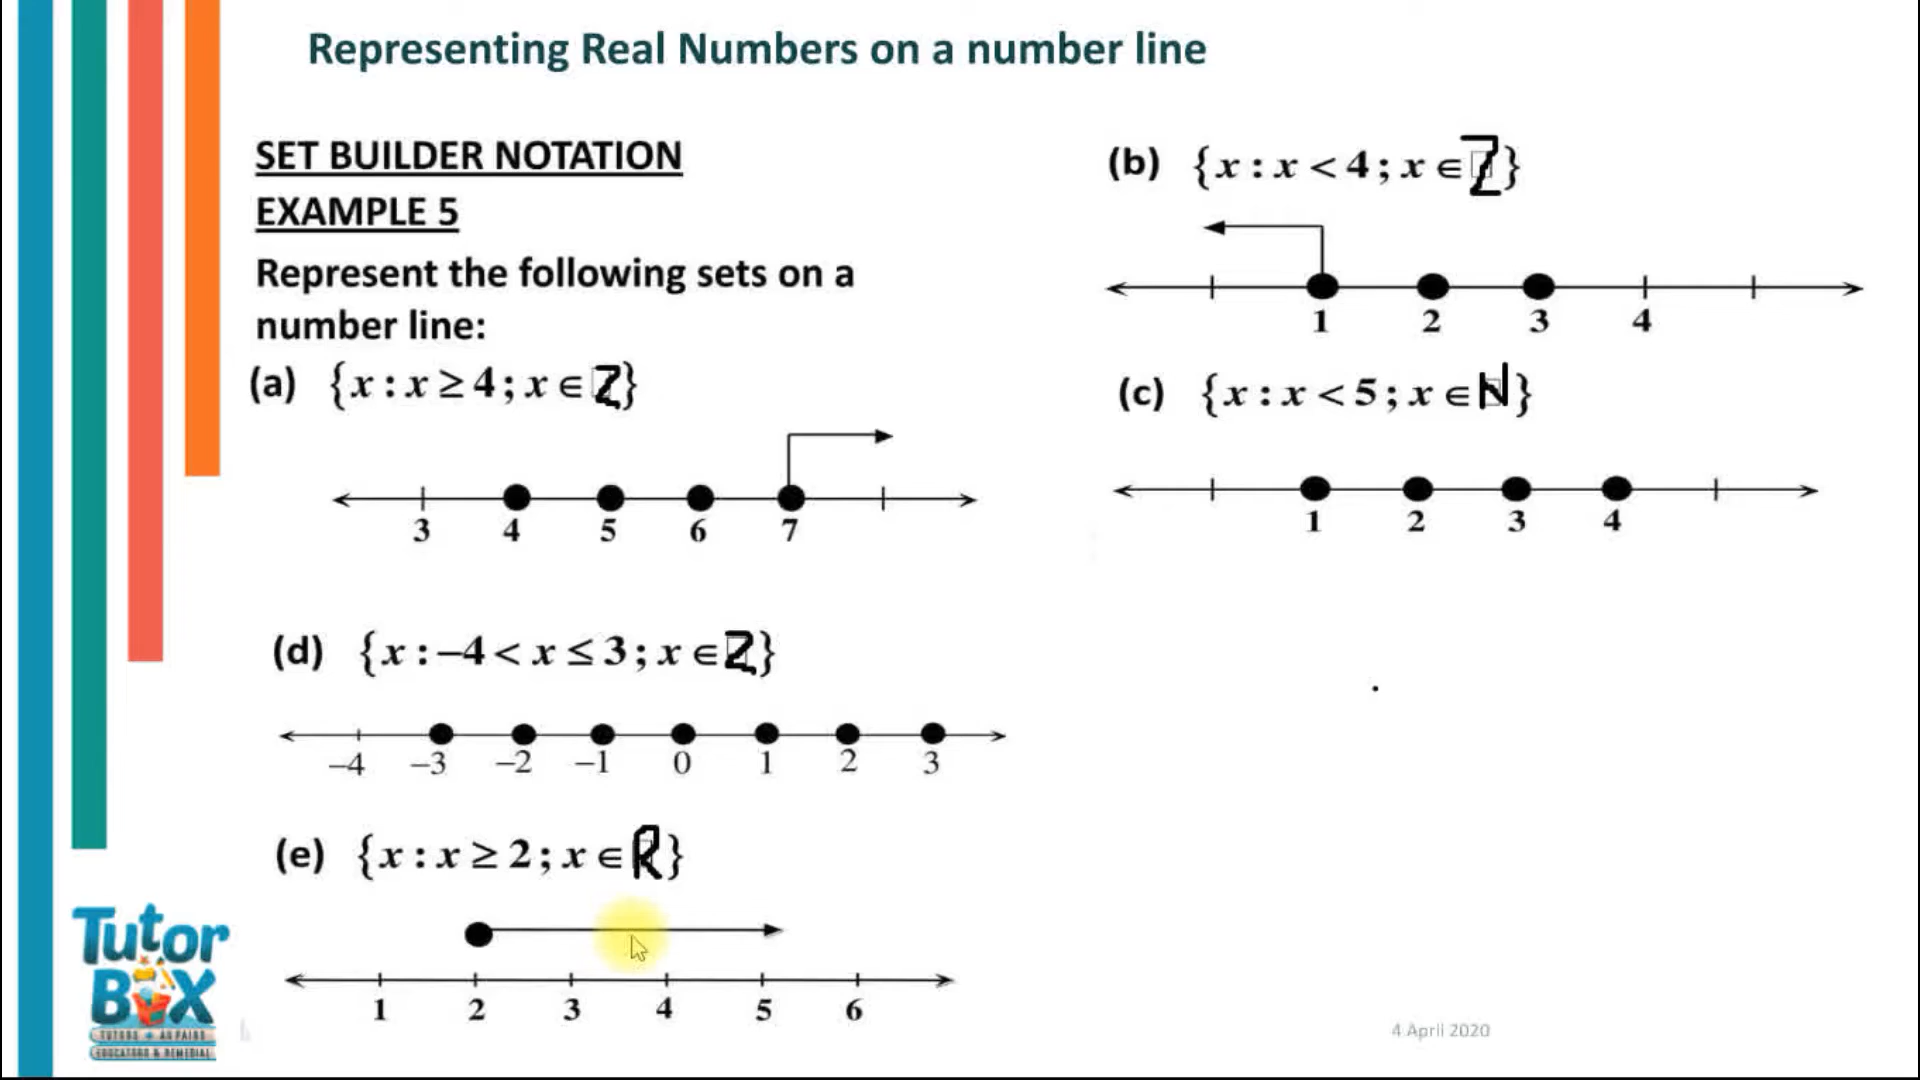 Representing Real Numbers on a number line
SET BUILDER NOTATION
EXAMPLE 5
Represent the following sets on a
number line:
(a) {x : x ≥ 4 ; x ∈ Z}
3 4 5 6 7
(b) {x : x < 4 ; x ∈ Z}
1 2 3 4
(c) {x : x < 5 ; x ∈ N}
1 2 3 4
(d) {x : –4 < x ≤ 3 ; x ∈ Z}
–4 –3 –2 –1 0 1 2 3
(e) {x : x ≥ 2 ; x ∈ R}
1 2 3 4 5 6
Tutor
BOX
TUTORS + AU PAIRS
EDUCATORS & REMEDIAL
4 April 2020